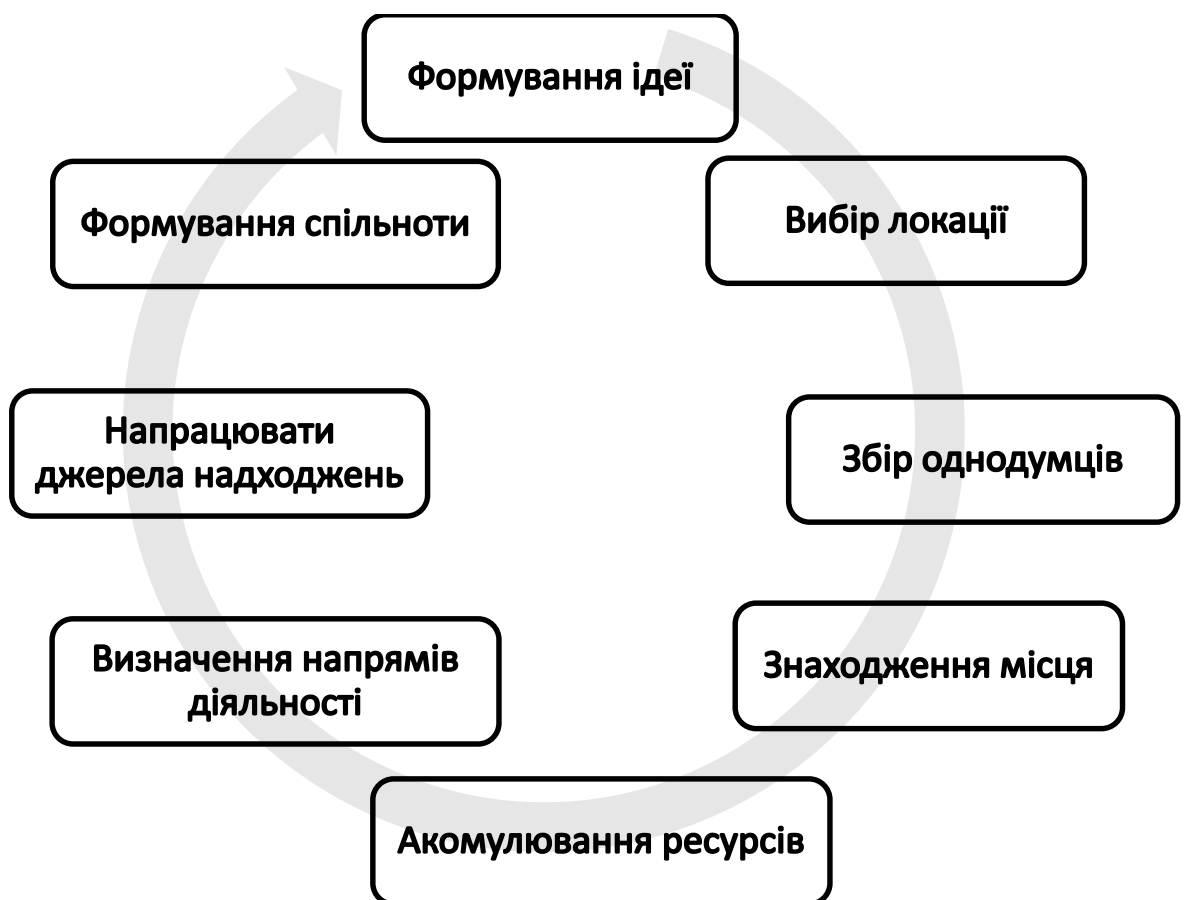 Формування ідеї
Вибір локації
Збір однодумців
Знаходження місця
Акомулювання ресурсів
Визначення напрямів
діяльності
Напрацювати
джерела надходжень
Формування спільноти